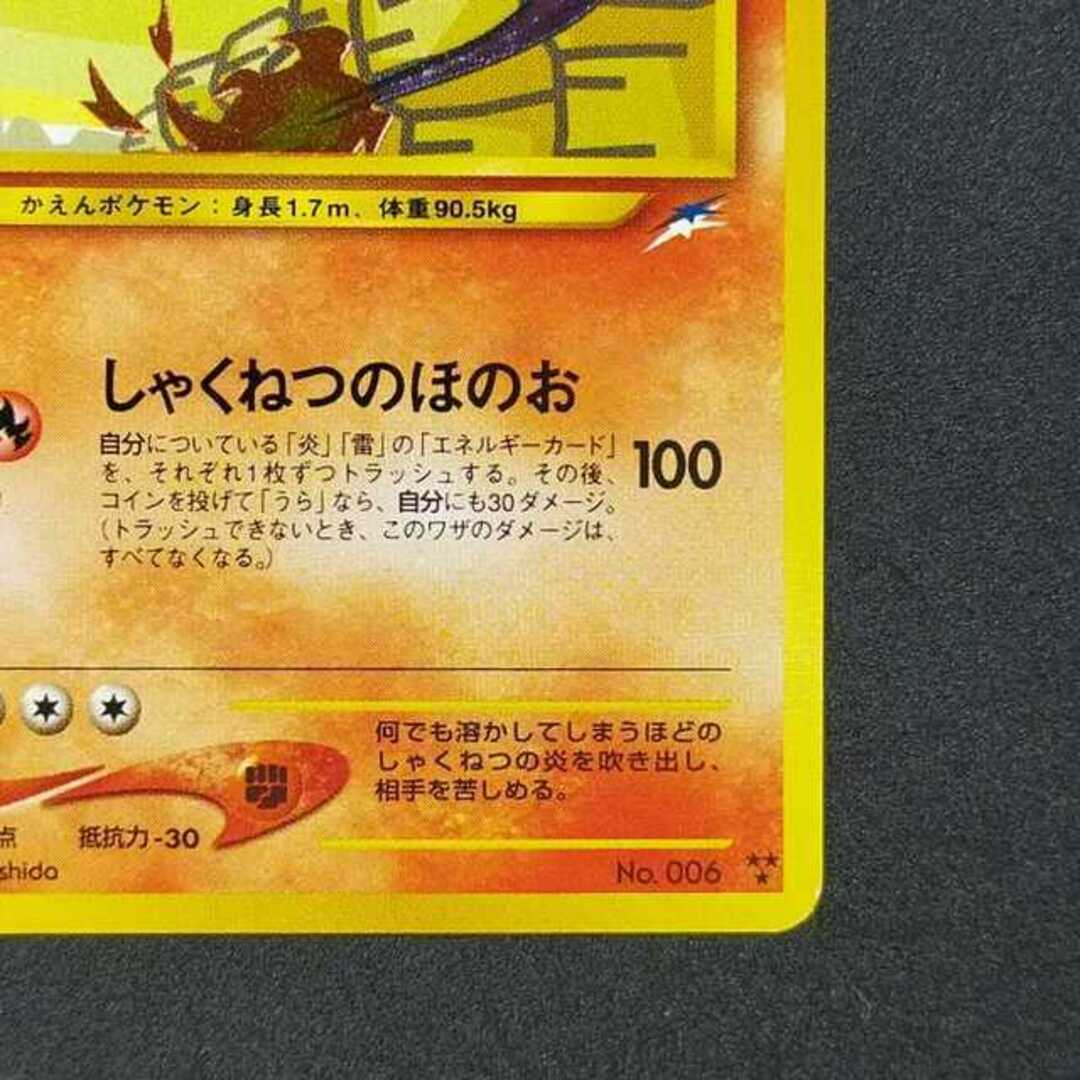 かえんポケモン：身長1.7m、体重90.5kg
しゃくねつのほのお
自分についている「炎」「雷」の「エネルギーカード」
を、それぞれ1枚ずつトラッシュする。その後、
コインを投げて「うら」なら、自分にも30ダメージ。
（トラッシュできないとき、このワザのダメージは、
すべてなくなる。）
100
何でも溶かしてしまうほどの
しゃくねつの炎を吹き出し、
相手を苦しめる。
点 抵抗力-30
shida
No. 006